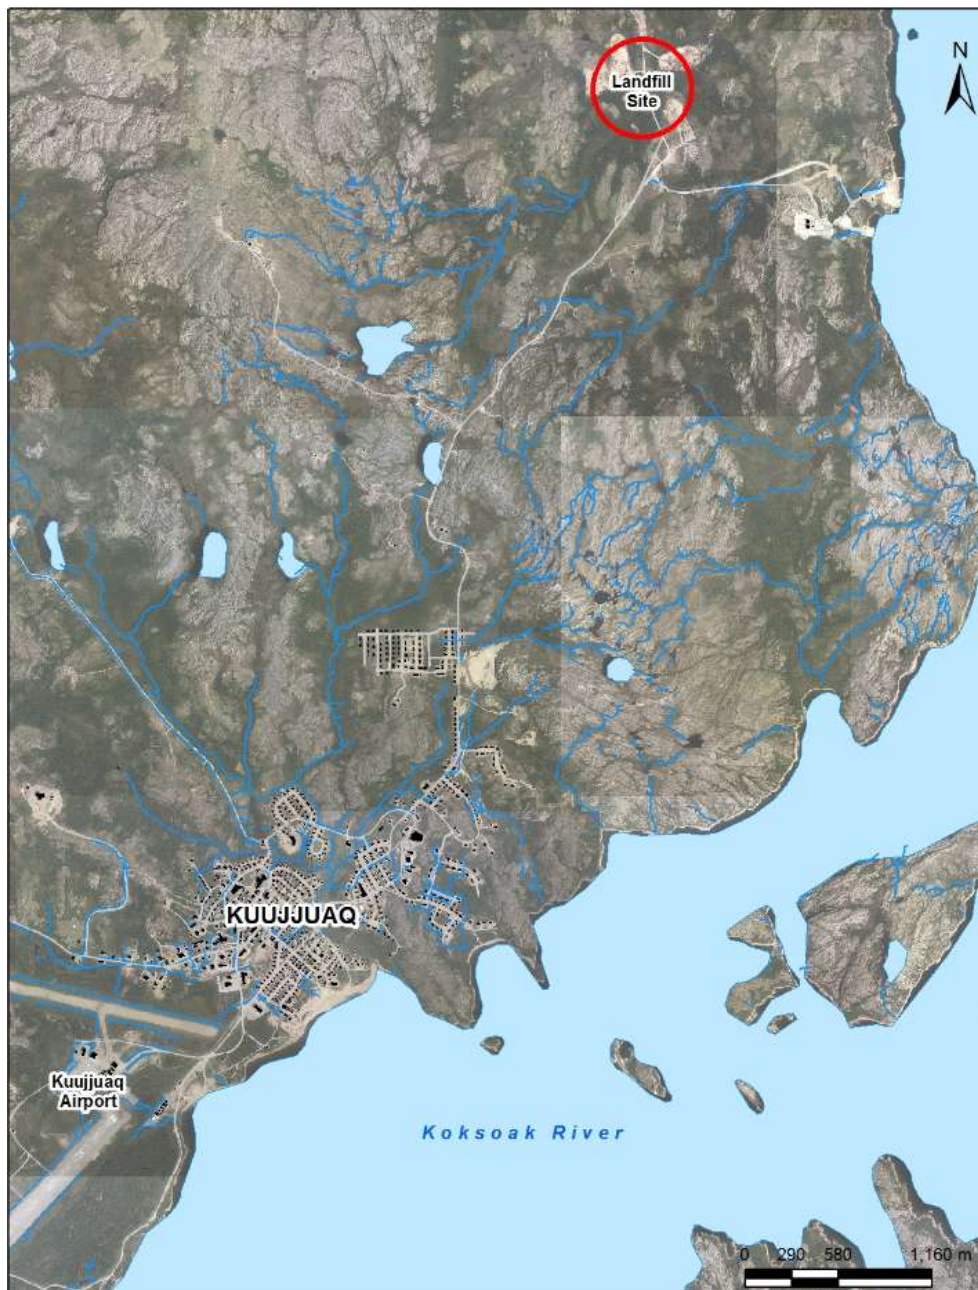 N
Landfill
Site
KUUJJUAQ
Kuujjuaq
Airport
Koksoak River
0 290 580 1,160 m